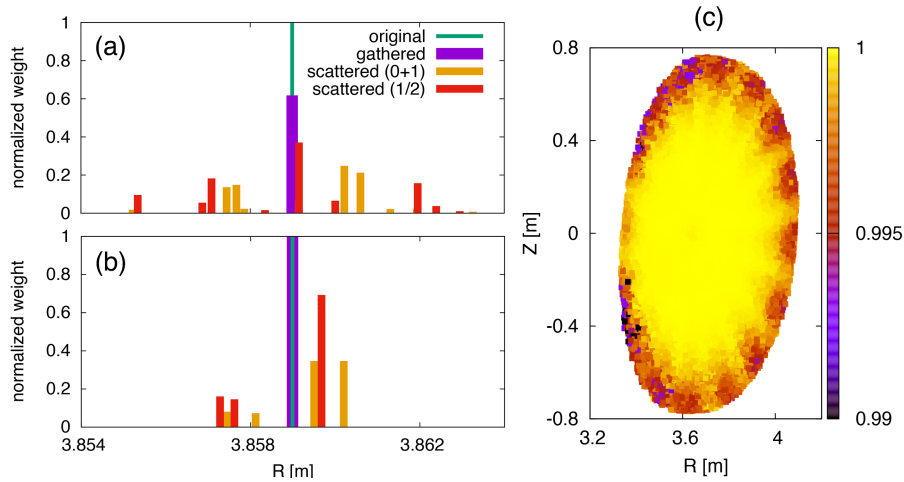 (a)
normalized weight
1
0.8
0.6
0.4
0.2
0
original
gathered
scattered (0+1)
scattered (1/2)
(b)
normalized weight
1
0.8
0.6
0.4
0.2
0
3.854 3.858 3.862
R [m]
(c)
Z [m]
0.8
0.4
0
-0.4
-0.8
3.2 3.6 4
R [m]
1
0.995
0.99